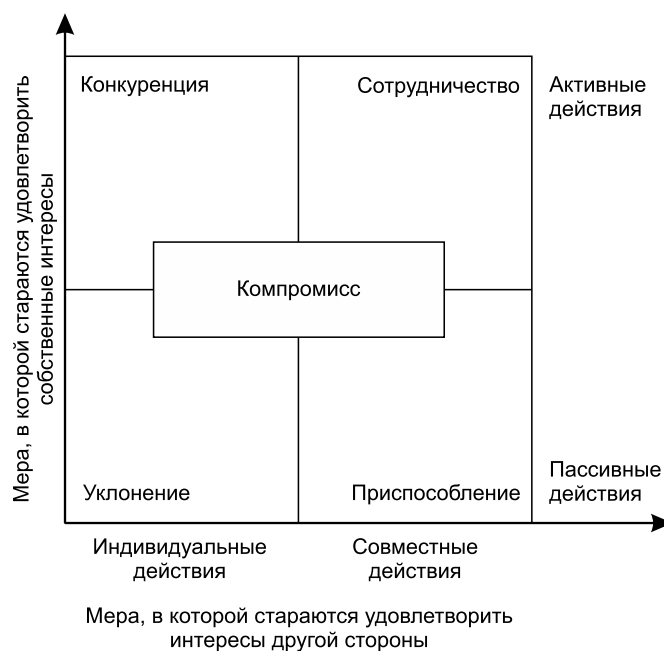 Мера, в которой стараются удовлетворить
собственные интересы
Конкуренция
Сотрудничество
Активные
действия
Компромисс
Уклонение
Приспособление
Пассивные
действия
Индивидуальные
действия
Совместные
действия
Мера, в которой стараются удовлетворить
интересы другой стороны